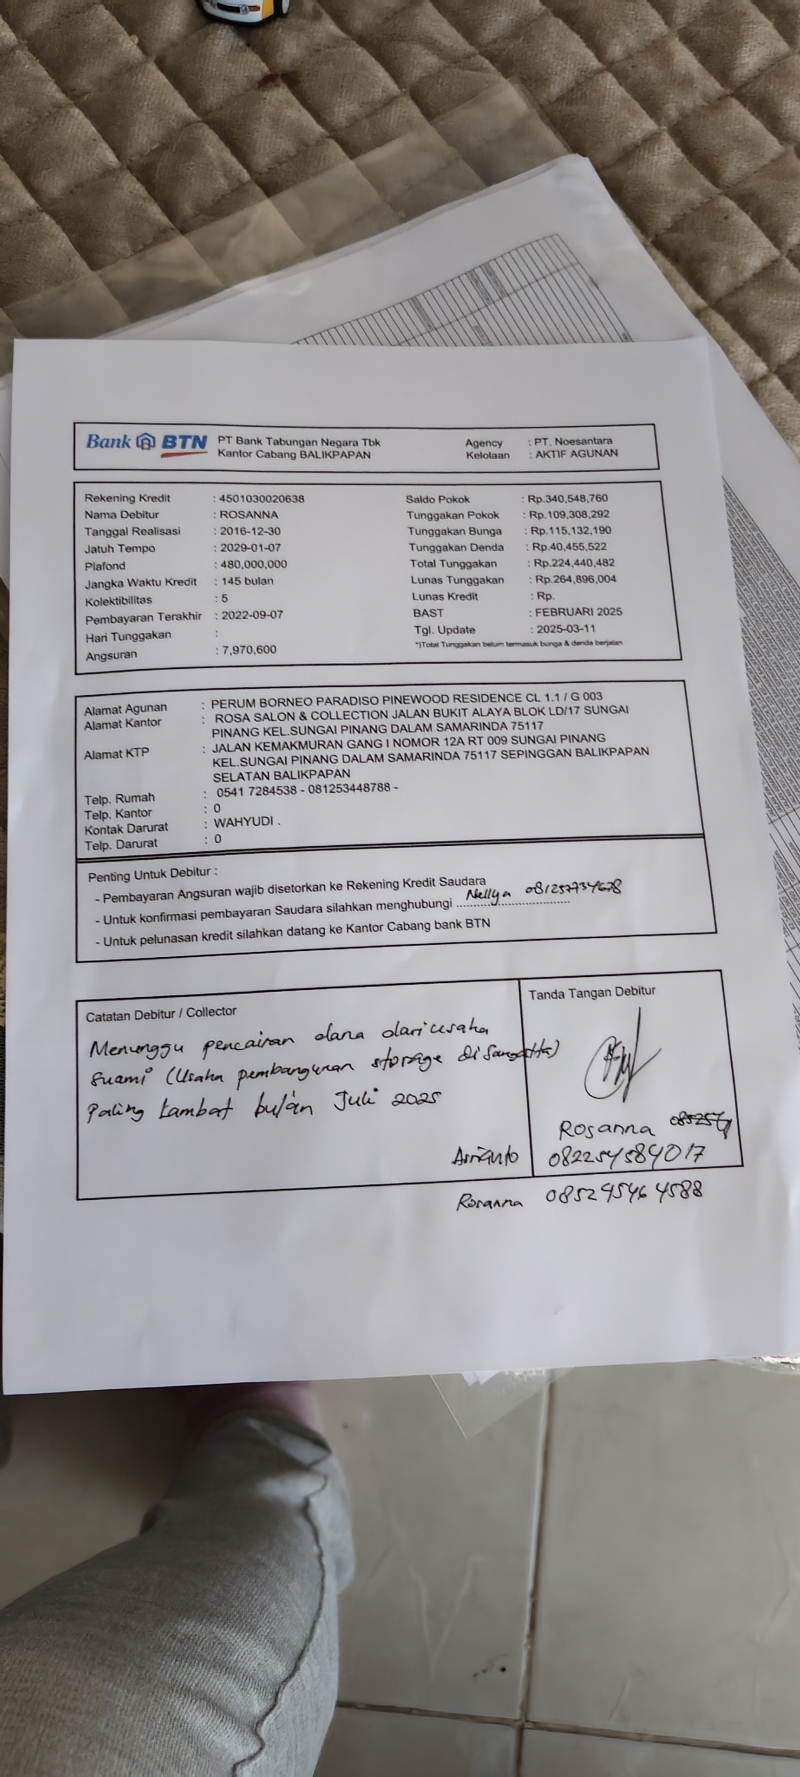 Bank BTN PT Bank Tabungan Negara Tbk
Kantor Cabang BALIKPAPAN
Agency : PT. Noesantara
Kelolaan : AKTIF AGUNAN
Rekening Kredit : 4501030020638
Nama Debitur : ROSANNA
Tanggal Realisasi : 2016-12-30
Jatuh Tempo : 2029-01-07
Plafond : 480,000,000
Jangka Waktu Kredit : 145 bulan
Kolektibilitas : 5
Pembayaran Terakhir : 2022-09-07
Hari Tunggakan :
Angsuran : 7,970,600
Saldo Pokok : Rp.340,548,760
Tunggakan Pokok : Rp.109,308,292
Tunggakan Bunga : Rp.115,132,190
Tunggakan Denda : Rp.40,455,522
Total Tunggakan : Rp.224,440,482
Lunas Tunggakan : Rp.264,896,004
Lunas Kredit : Rp.
BAST : FEBRUARI 2025
Tgl. Update : 2025-03-11
*)Total Tunggakan belum termasuk bunga & denda berjalan
Alamat Agunan : PERUM BORNEO PARADISO PINEWOOD RESIDENCE CL 1.1 / G 003
Alamat Kantor : ROSA SALON & COLLECTION JALAN BUKIT ALAYA BLOK LD/17 SUNGAI
PINANG KEL.SUNGAI PINANG DALAM SAMARINDA 75117
Alamat KTP : JALAN KEMAKMURAN GANG I NOMOR 12A RT 009 SUNGAI PINANG
KEL.SUNGAI PINANG DALAM SAMARINDA 75117 SEPINGGAN BALIKPAPAN
SELATAN BALIKPAPAN
Telp. Rumah : 0541 7284538 - 081253448788 -
Telp. Kantor : 0
Kontak Darurat : WAHYUDI .
Telp. Darurat : 0
Penting Untuk Debitur :
- Pembayaran Angsuran wajib disetorkan ke Rekening Kredit Saudara
- Untuk konfirmasi pembayaran Saudara silahkan menghubungi Nellya 081257734678
- Untuk pelunasan kredit silahkan datang ke Kantor Cabang bank BTN
Catatan Debitur / Collector
Menunggu pencairan dana dari usaha
Suami (Usaha pembangunan storage di Sangatta)
Paling Lambat bulan Juli 2025
Tanda Tangan Debitur
Rosanna
Arrianto 082254584017
Rosanna 085295464588